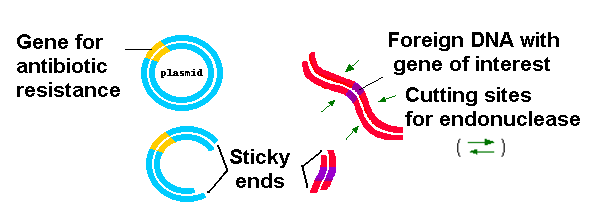 Gene for
antibiotic
resistance
plasmid
Foreign DNA with
gene of interest
Cutting sites
for endonuclease
( )
Sticky
ends